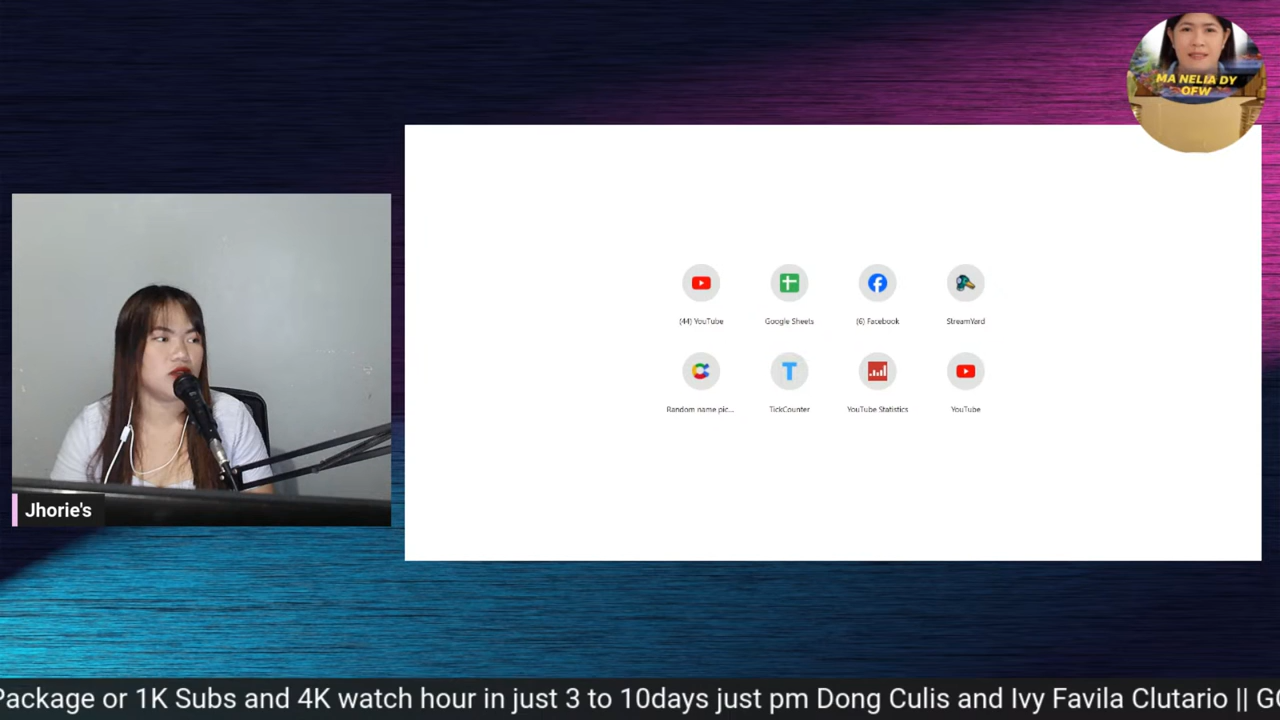 MA NELIA DY
OFW
(44) YouTube
Google Sheets
(6) Facebook
StreamYard
T
Random name pic...
TickCounter
YouTube Statistics
YouTube
Jhorie's
Package or 1K Subs and 4K watch hour in just 3 to 10days just pm Dong Culis and Ivy Favila Clutario || G